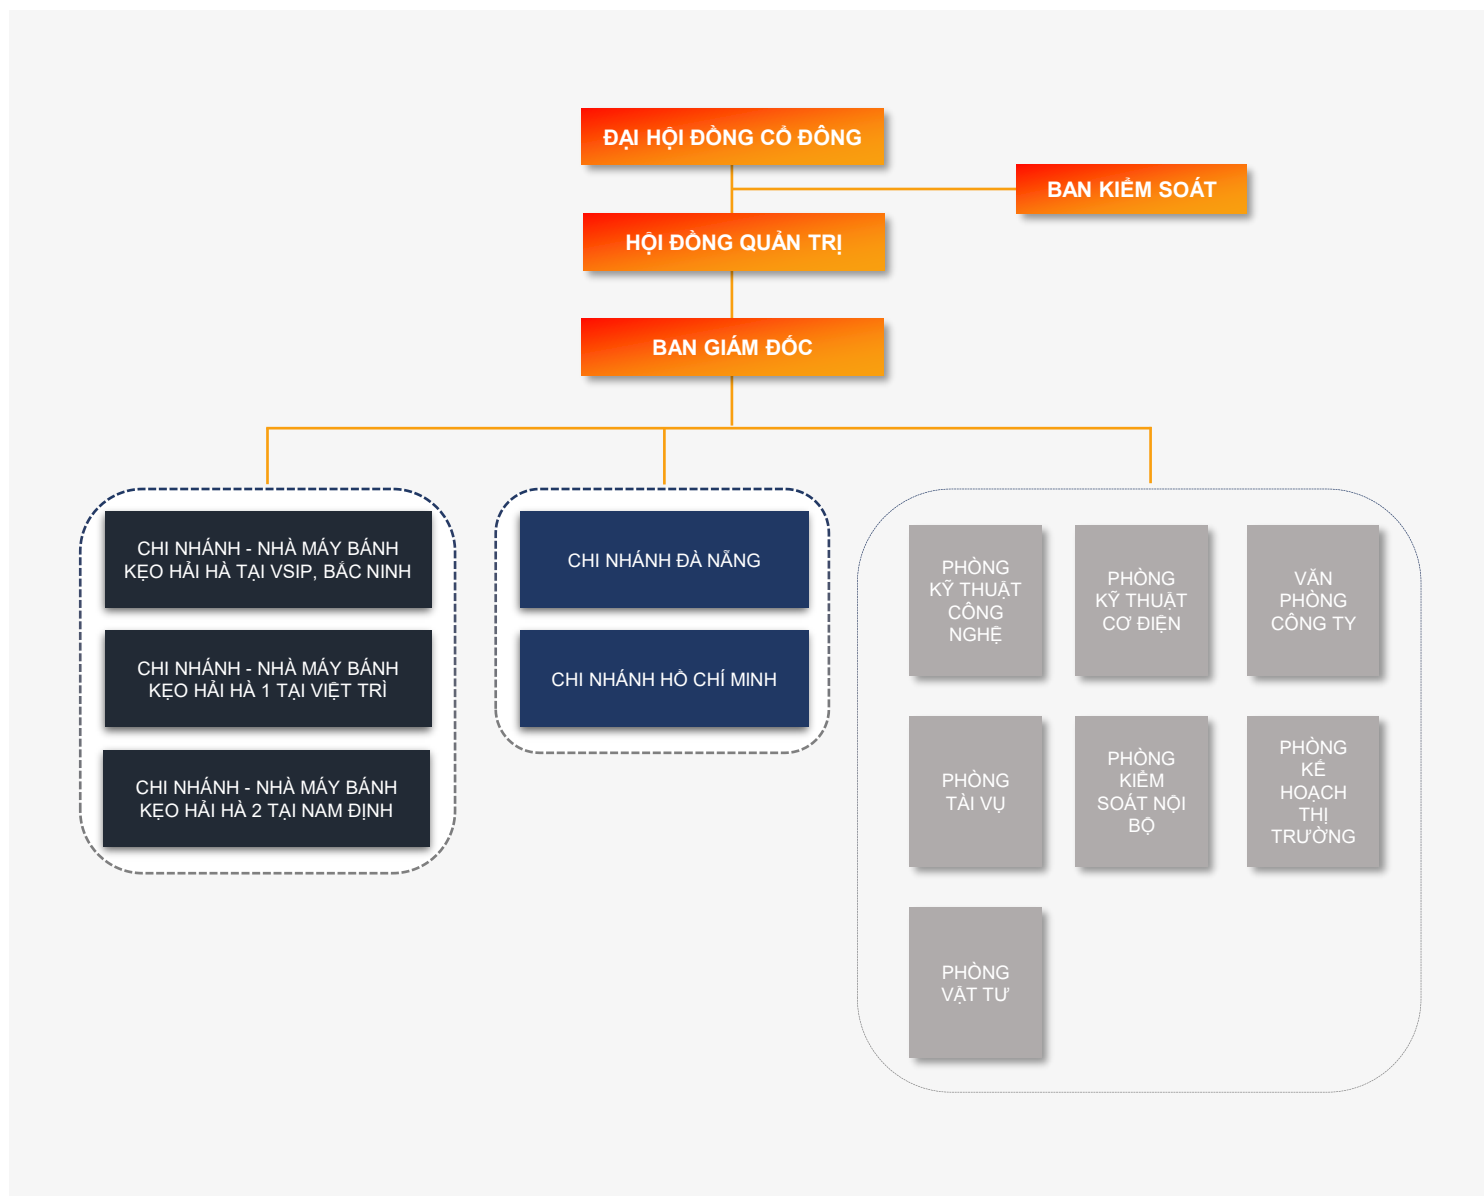 ĐẠI HỘI ĐỒNG CỔ ĐÔNG
BAN KIỂM SOÁT
HỘI ĐỒNG QUẢN TRỊ
BAN GIÁM ĐỐC
CHI NHÁNH - NHÀ MÁY BÁNH
KẸO HẢI HÀ TẠI VSIP, BẮC NINH
CHI NHÁNH - NHÀ MÁY BÁNH
KẸO HẢI HÀ 1 TẠI VIỆT TRÌ
CHI NHÁNH - NHÀ MÁY BÁNH
KẸO HẢI HÀ 2 TẠI NAM ĐỊNH
CHI NHÁNH ĐÀ NẴNG
CHI NHÁNH HỒ CHÍ MINH
PHÒNG
KỸ THUẬT
CÔNG
NGHỆ
PHÒNG
KỸ THUẬT
CƠ ĐIỆN
VĂN
PHÒNG
CÔNG TY
PHÒNG
TÀI VỤ
PHÒNG
KIỂM
SOÁT NỘI
BỘ
PHÒNG
KẾ
HOẠCH
THỊ
TRƯỜNG
PHÒNG
VẬT TƯ